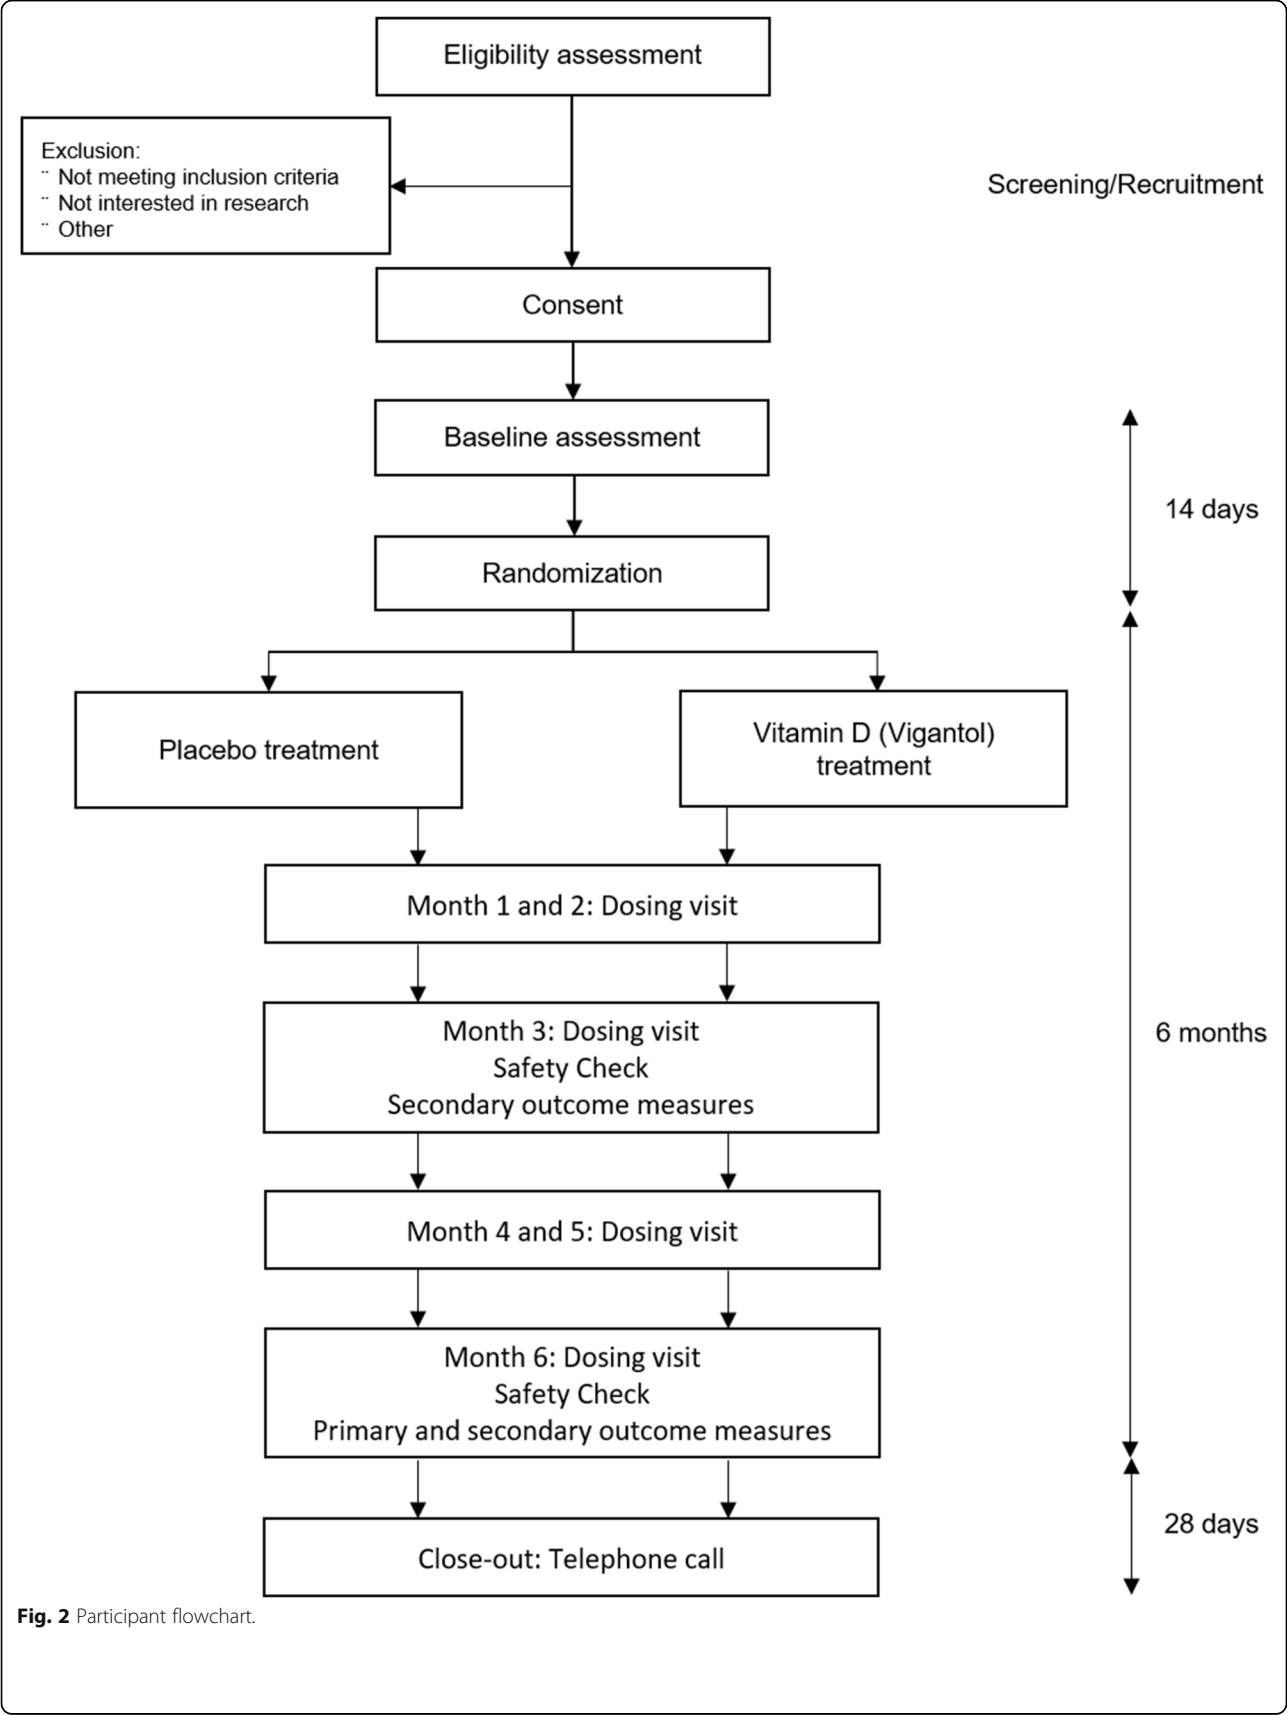 Eligibility assessment
Exclusion:
¨ Not meeting inclusion criteria
¨ Not interested in research
¨ Other
Screening/Recruitment
Consent
Baseline assessment
14 days
Randomization
Placebo treatment
Vitamin D (Vigantol)
treatment
Month 1 and 2: Dosing visit
Month 3: Dosing visit
Safety Check
Secondary outcome measures
6 months
Month 4 and 5: Dosing visit
Month 6: Dosing visit
Safety Check
Primary and secondary outcome measures
28 days
Close-out: Telephone call
Fig. 2 Participant flowchart.